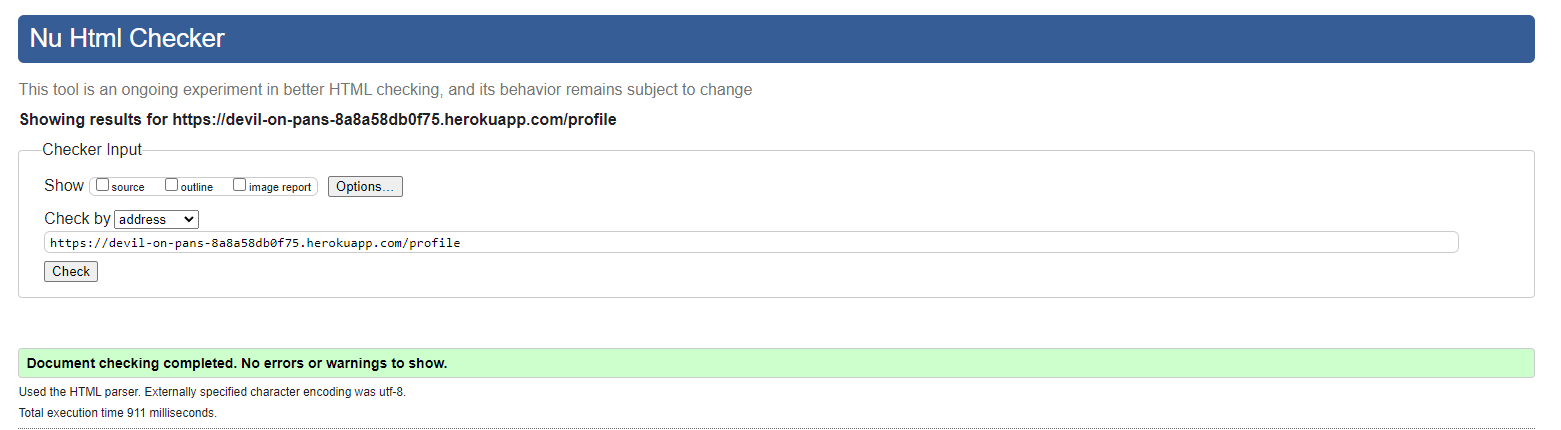 Nu Html Checker
This tool is an ongoing experiment in better HTML checking, and its behavior remains subject to change
Showing results for https://devil-on-pans-8a8a58db0f75.herokuapp.com/profile
Checker Input
Show source outline image report Options...
Check by address
https://devil-on-pans-8a8a58db0f75.herokuapp.com/profile
Check
Document checking completed. No errors or warnings to show.
Used the HTML parser. Externally specified character encoding was utf-8.
Total execution time 911 milliseconds.